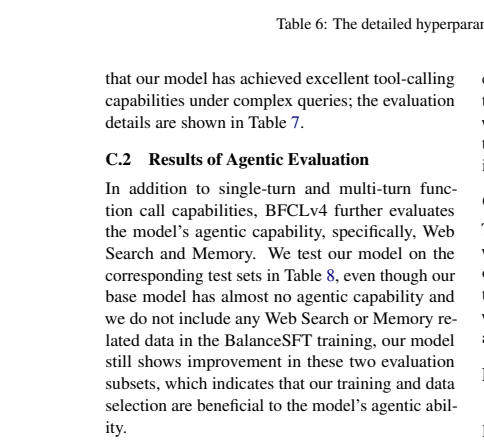 Table 6: The detailed
that our model has achieved excellent tool-calling
capabilities under complex queries; the evaluation
details are shown in Table 7.
C.2 Results of Agentic Evaluation
In addition to single-turn and multi-turn func-
tion call capabilities, BFCLv4 further evaluates
the model's agentic capability, specifically, Web
Search and Memory. We test our model on the
corresponding test sets in Table 8, even though our
base model has almost no agentic capability and
we do not include any Web Search or Memory re-
lated data in the BalanceSFT training, our model
still shows improvement in these two evaluation
subsets, which indicates that our training and data
selection are beneficial to the model's agentic abil-
ity.